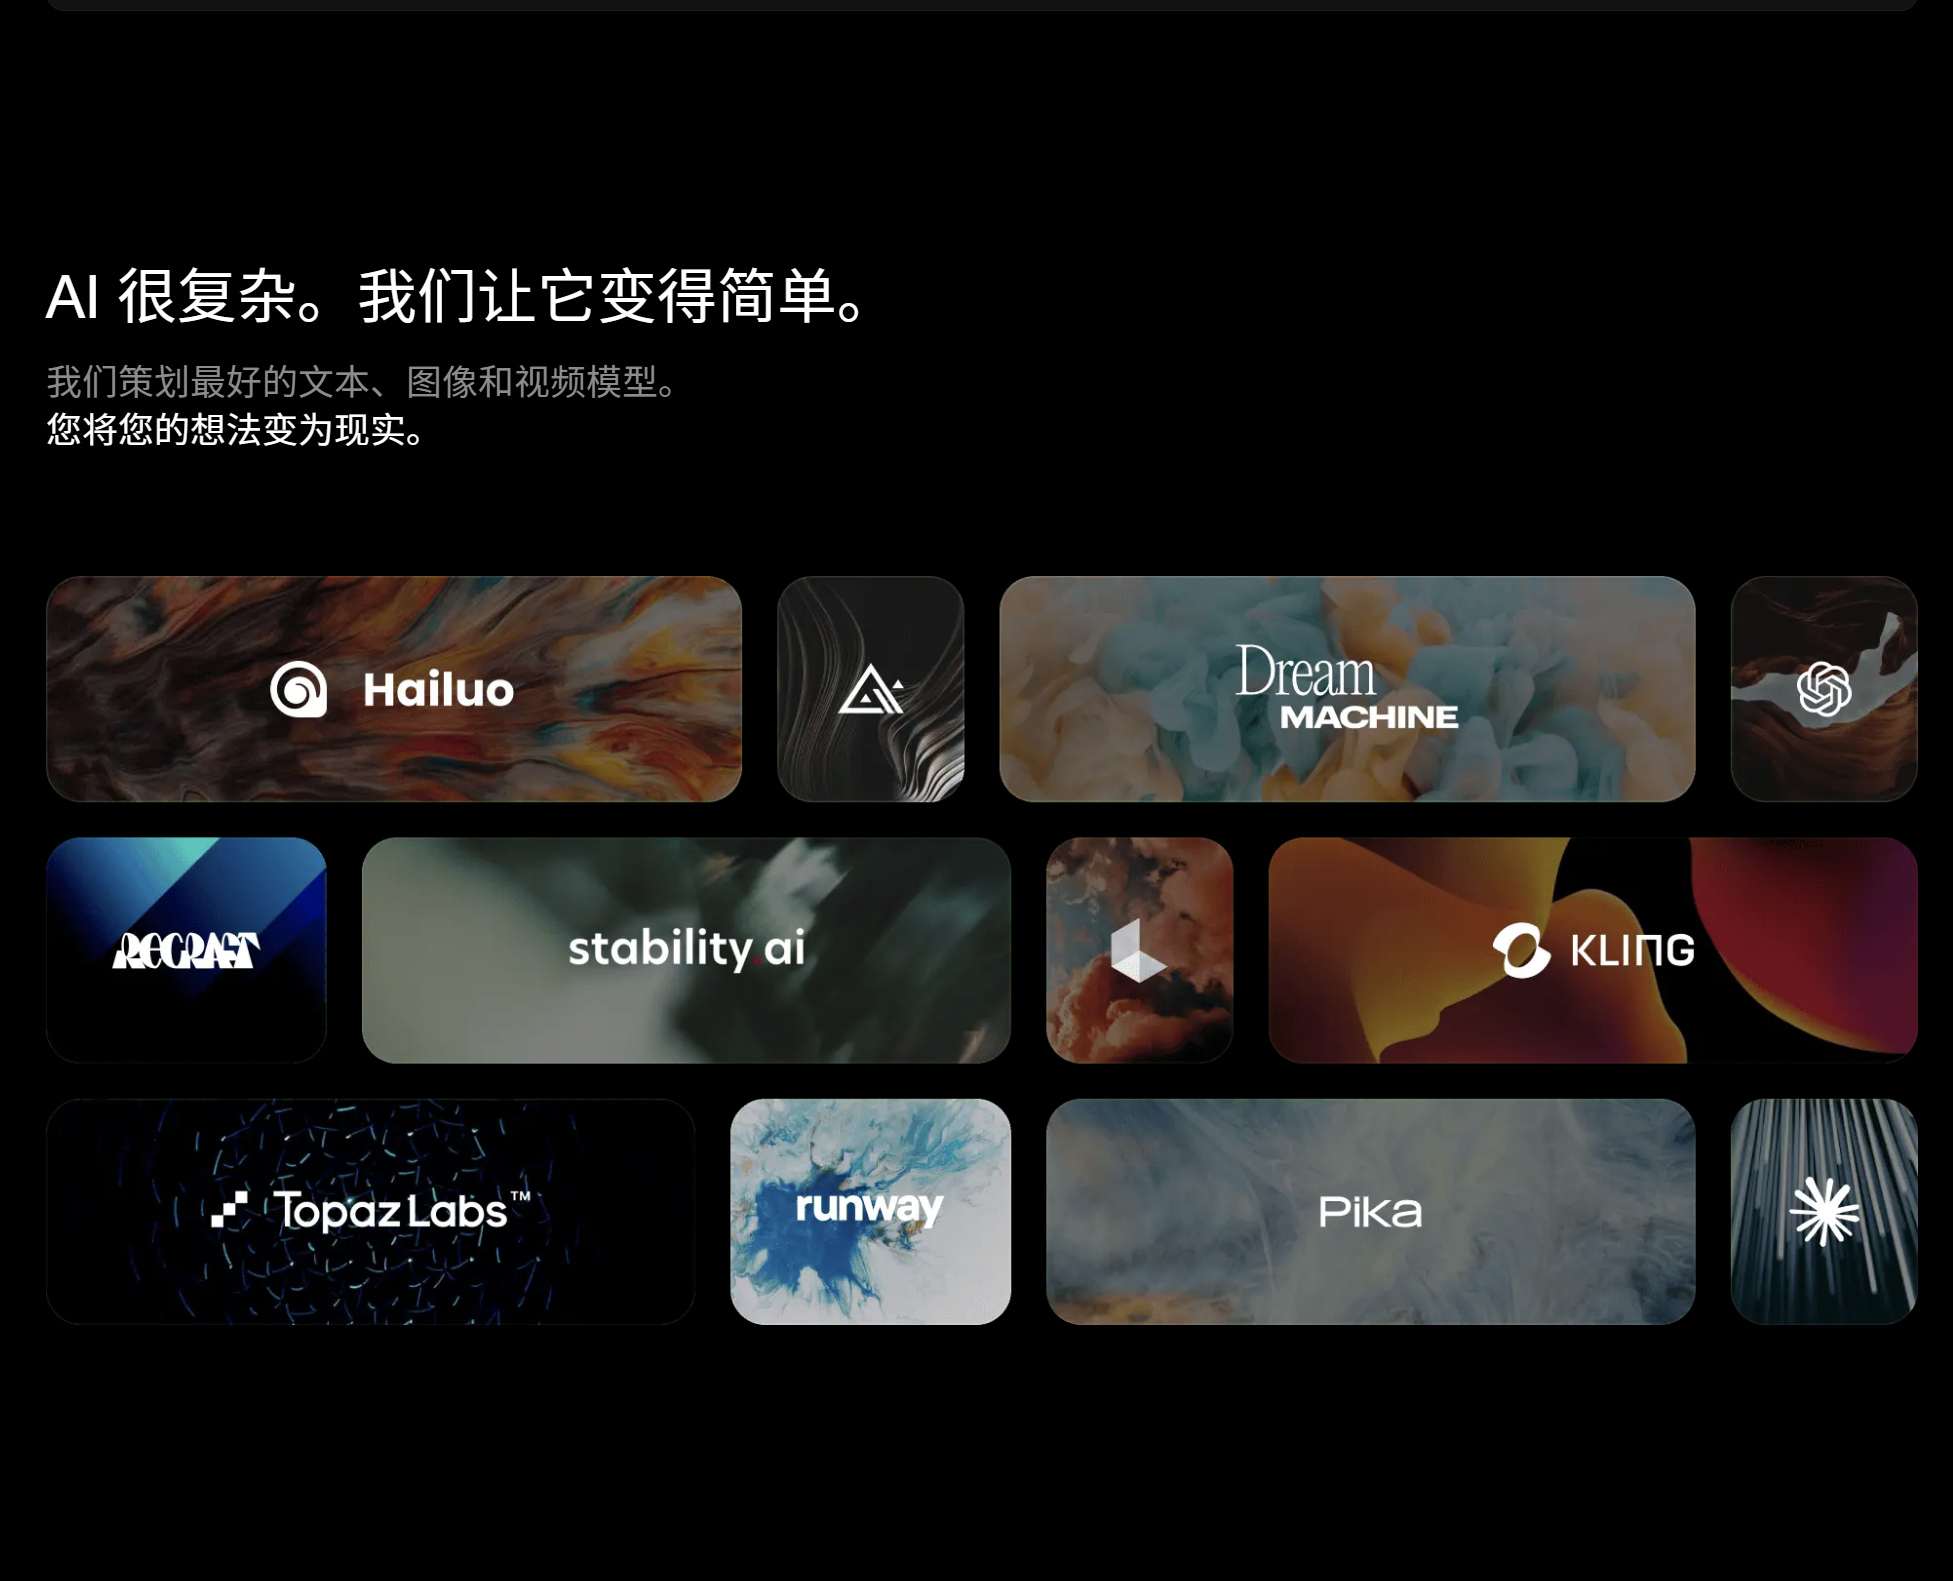 AI 很复杂。我们让它变得简单。
我们策划最好的文本、图像和视频模型。
您将您的想法变为现实。
Hailuo
Dream
MACHINE
RECRAFT
stability.ai
KLING
Topaz Labs™
runway
Pika